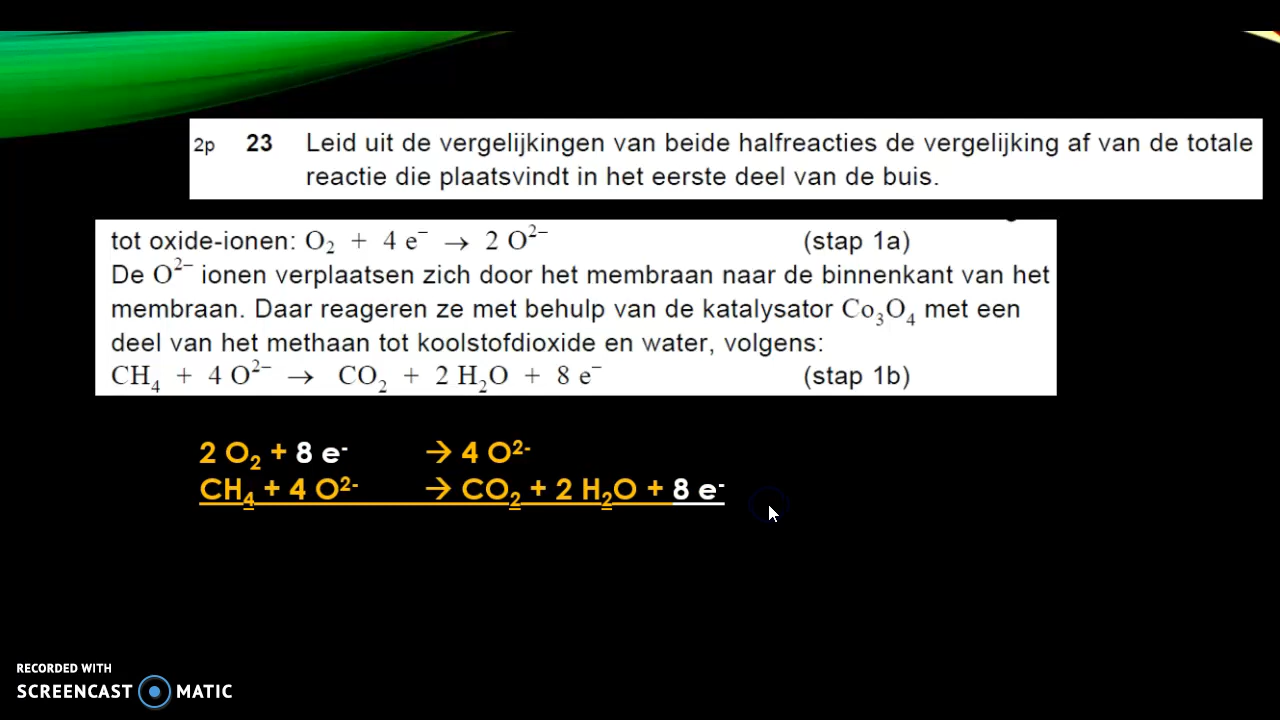 2p 23 Leid uit de vergelijkingen van beide halfreacties de vergelijking af van de totale
reactie die plaatsvindt in het eerste deel van de buis.
tot oxide-ionen: O₂ + 4 e⁻ → 2 O²⁻ (stap 1a)
De O²⁻ ionen verplaatsen zich door het membraan naar de binnenkant van het
membraan. Daar reageren ze met behulp van de katalysator Co₃O₄ met een
deel van het methaan tot koolstofdioxide en water, volgens:
CH₄ + 4 O²⁻ → CO₂ + 2 H₂O + 8 e⁻ (stap 1b)
2 O₂ + 8 e⁻ → 4 O²⁻
CH₄ + 4 O²⁻ → CO₂ + 2 H₂O + 8 e⁻
RECORDED WITH
SCREENCAST MATIC